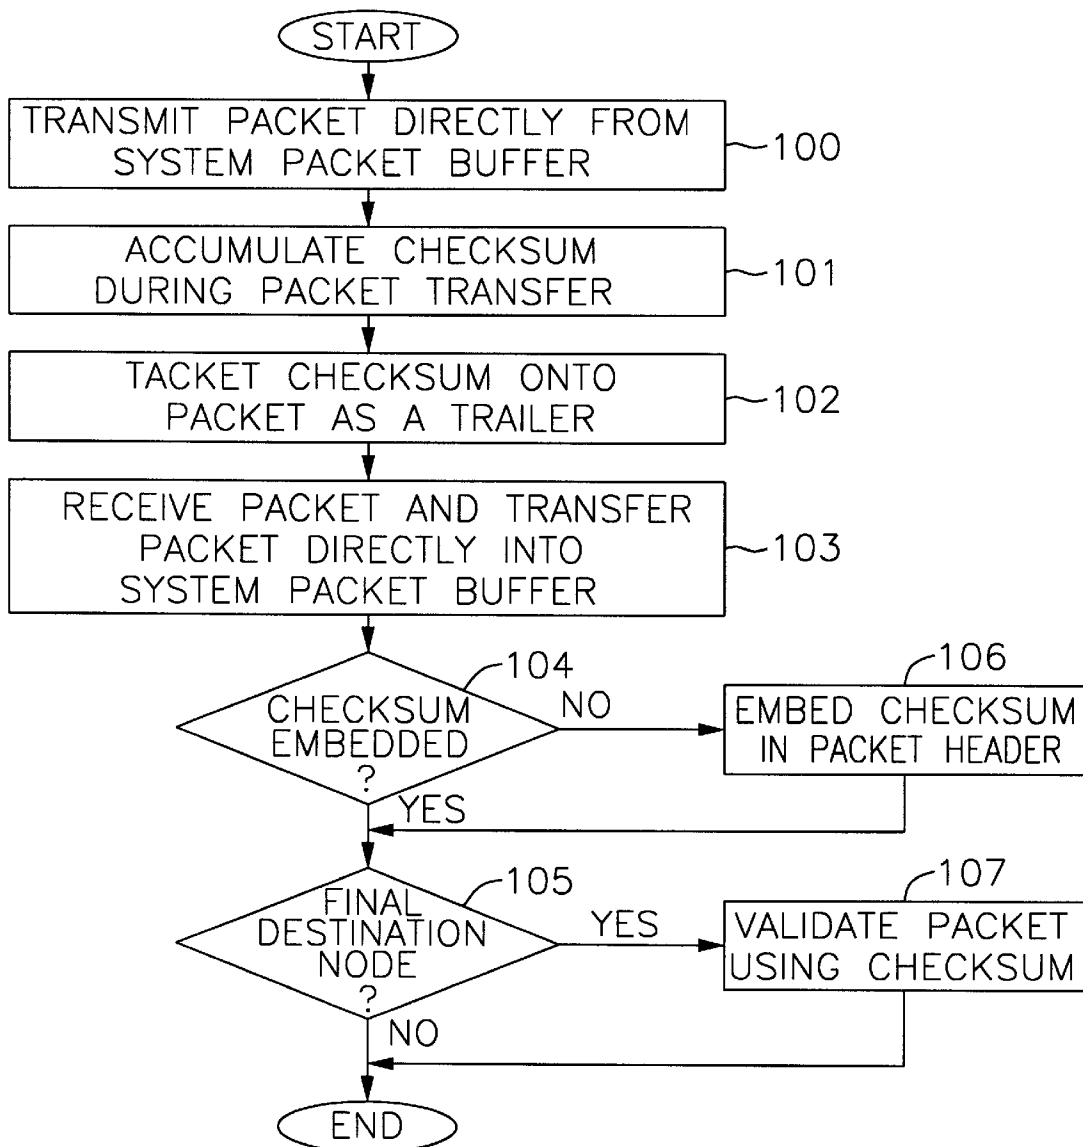 START
TRANSMIT PACKET DIRECTLY FROM
SYSTEM PACKET BUFFER
100
ACCUMULATE CHECKSUM
DURING PACKET TRANSFER
101
TACKET CHECKSUM ONTO
PACKET AS A TRAILER
102
RECEIVE PACKET AND TRANSFER
PACKET DIRECTLY INTO
SYSTEM PACKET BUFFER
103
104
CHECKSUM
EMBEDDED
?
NO
YES
106
EMBED CHECKSUM
IN PACKET HEADER
105
FINAL
DESTINATION
NODE
?
YES
NO
107
VALIDATE PACKET
USING CHECKSUM
END